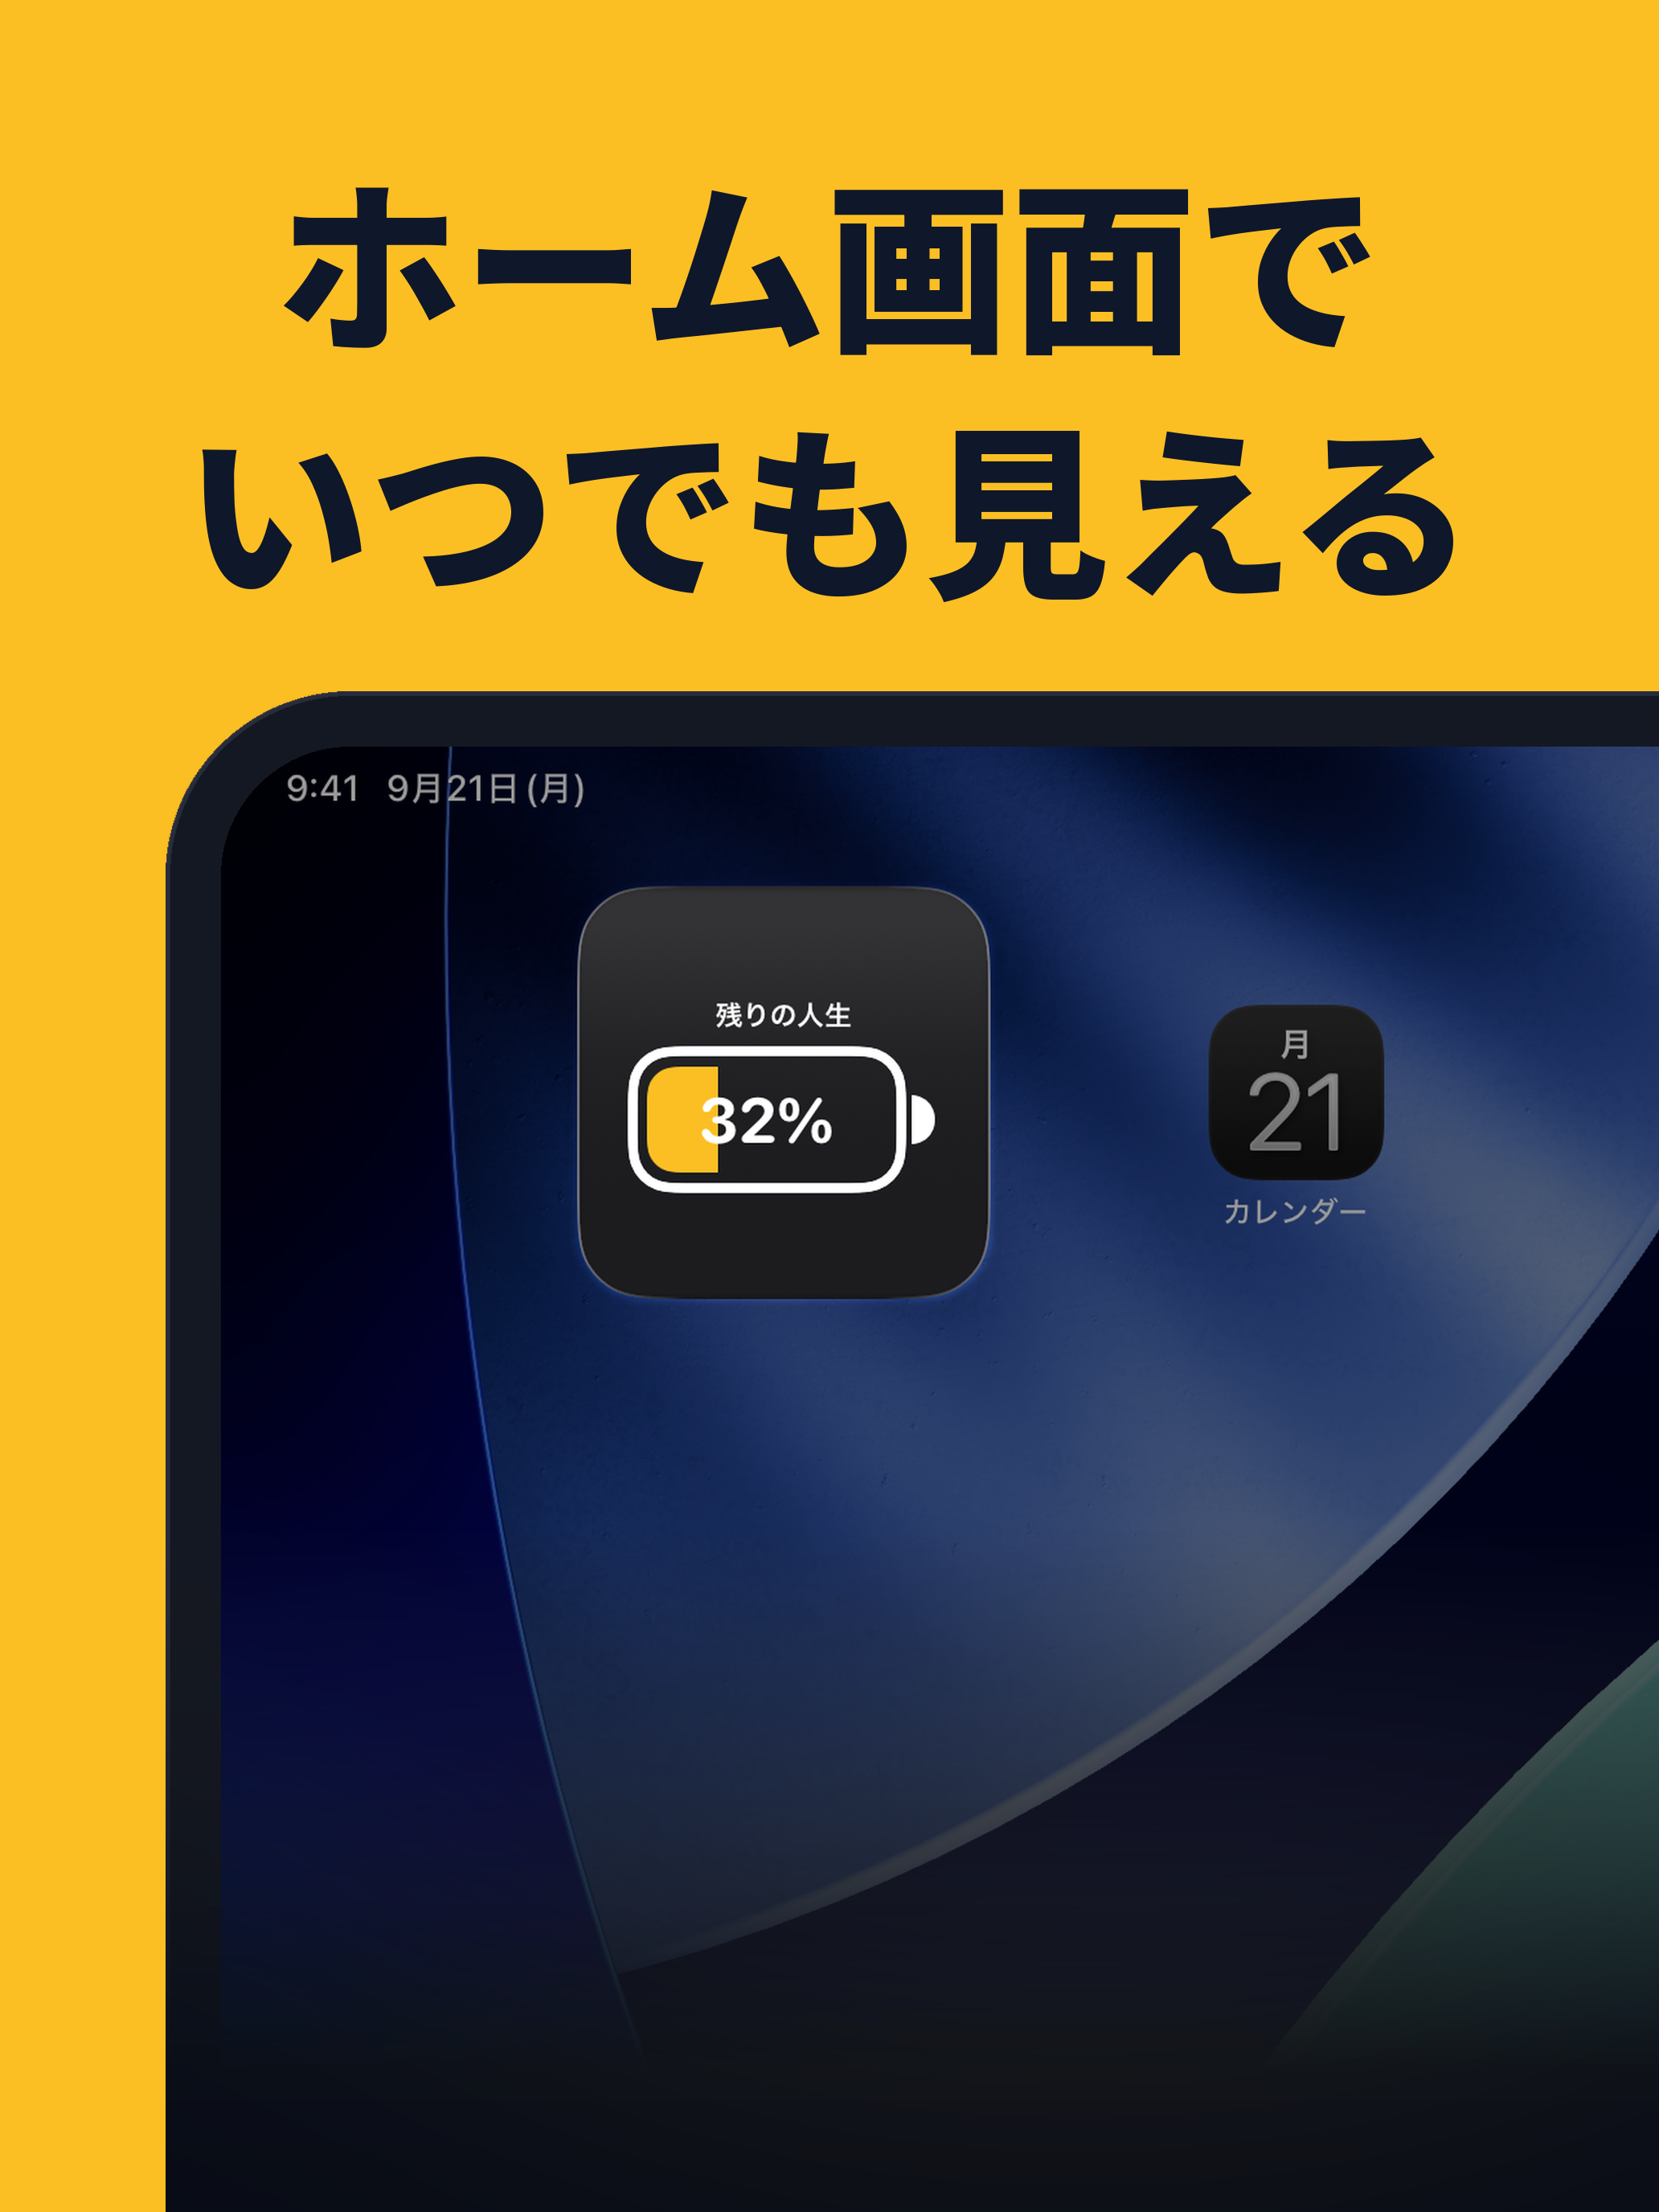 ホーム画面で
いつでも見える
9:41 9月21日(月)
残りの人生
32%
月
21
カレンダー